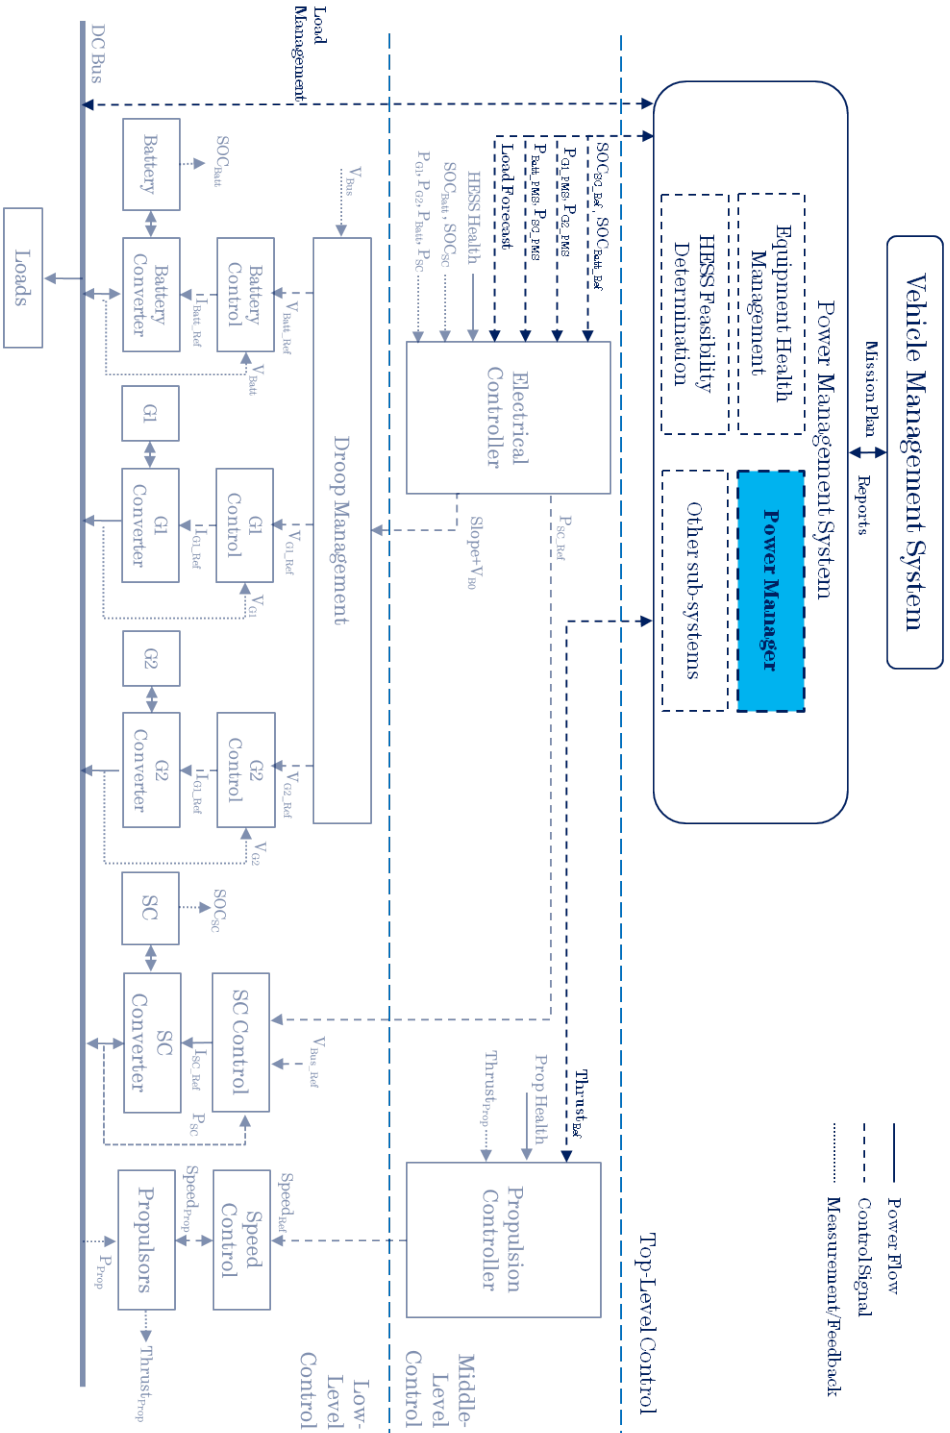 Vehicle Management System
Mission Plan
Reports
Power Management System
Equipment Health
Management
Power Manager
HESS Feasibility
Determination
Other sub-systems
Power Flow
Control Signal
Measurement/Feedback
Top-Level Control
Load
Management
SOC_SC_Ref, SOC_Batt_Ref
P_G1_PMS, P_G2_PMS
P_Batt_PMS, P_SC_PMS
Load Forecast
HESS Health
SOC_Batt, SOC_SC
P_G1, P_G2, P_Batt, P_SC
Electrical
Controller
P_SC_Ref
Slope+V_B0
Thrust_Ref
Prop Health
Thrust_Prop
Propulsion
Controller
Middle-
Level
Control
V_Bus
Droop Management
Low-
Level
Control
V_Batt_Ref
V_G1_Ref
V_G2_Ref
V_Bus_Ref
Speed_Ref
Battery
Control
V_Batt
G1
Control
V_G1
G2
Control
V_G2
SC Control
P_SC
Speed
Control
SOC_Batt
I_Batt_Ref
I_G1_Ref
I_G1_Ref
SOC_SC
I_SC_Ref
Speed_Prop
Battery
Battery
Converter
G1
G1
Converter
G2
G2
Converter
SC
SC
Converter
Propulsors
Thrust_Prop
P_Prop
DC Bus
Loads